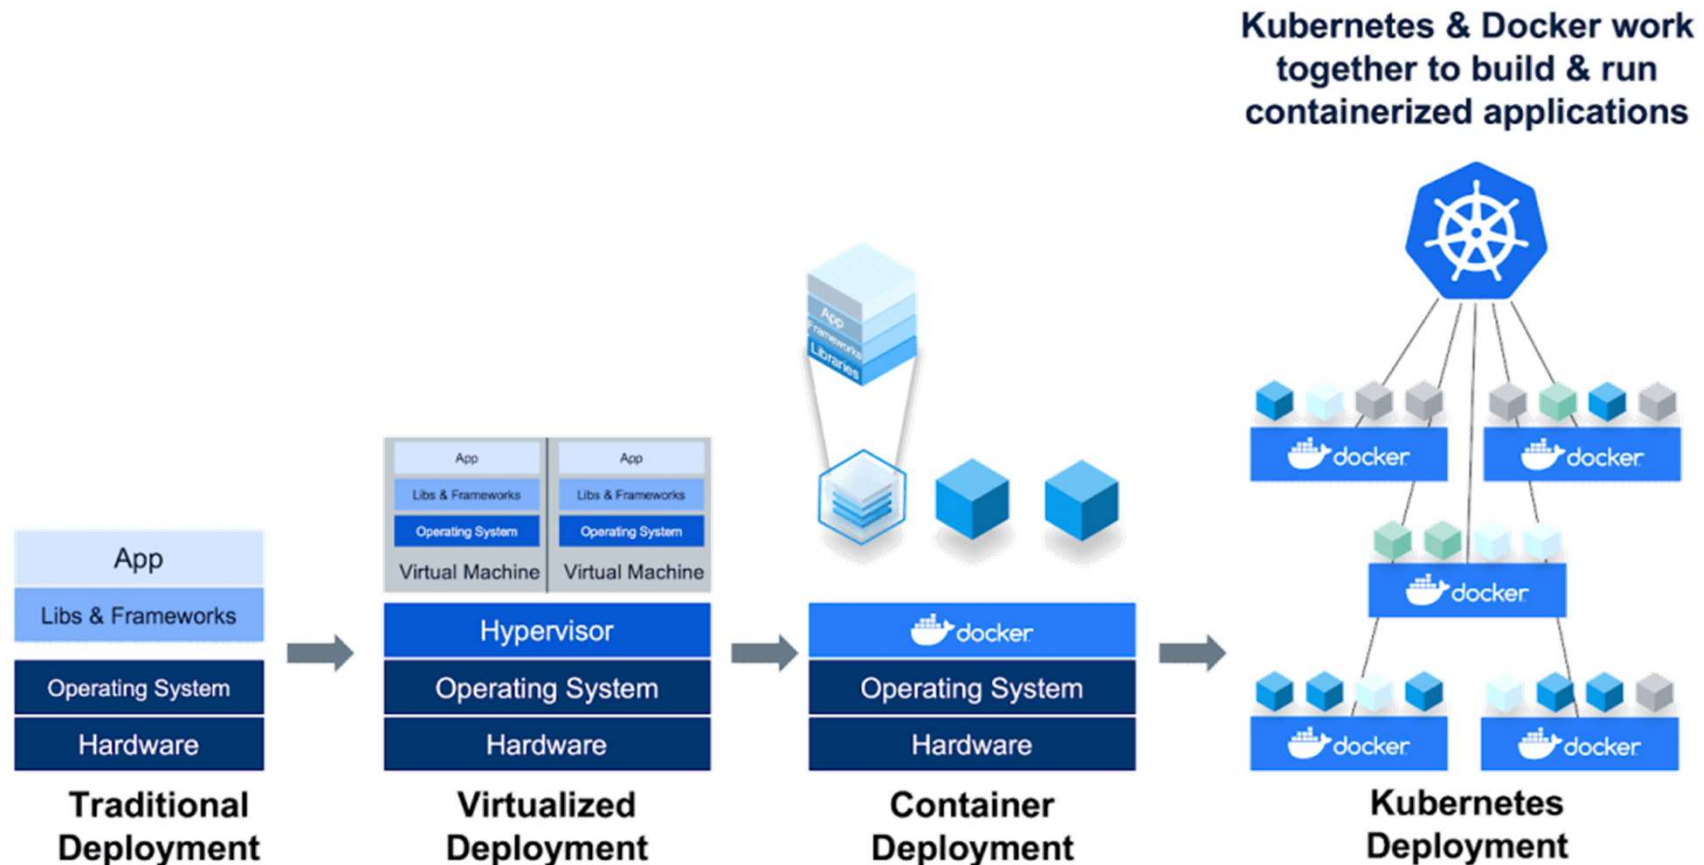 Kubernetes & Docker work
together to build & run
containerized applications
App
Libs & Frameworks
Operating System
Hardware
Traditional
Deployment
App
Libs & Frameworks
Operating System
Virtual Machine
App
Libs & Frameworks
Operating System
Virtual Machine
Hypervisor
Operating System
Hardware
Virtualized
Deployment
App
Frameworks
Libraries
docker
Operating System
Hardware
Container
Deployment
docker
docker
docker
docker
docker
Kubernetes
Deployment